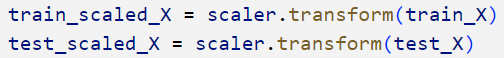 train_scaled_X = scaler.transform(train_X)
test_scaled_X = scaler.transform(test_X)